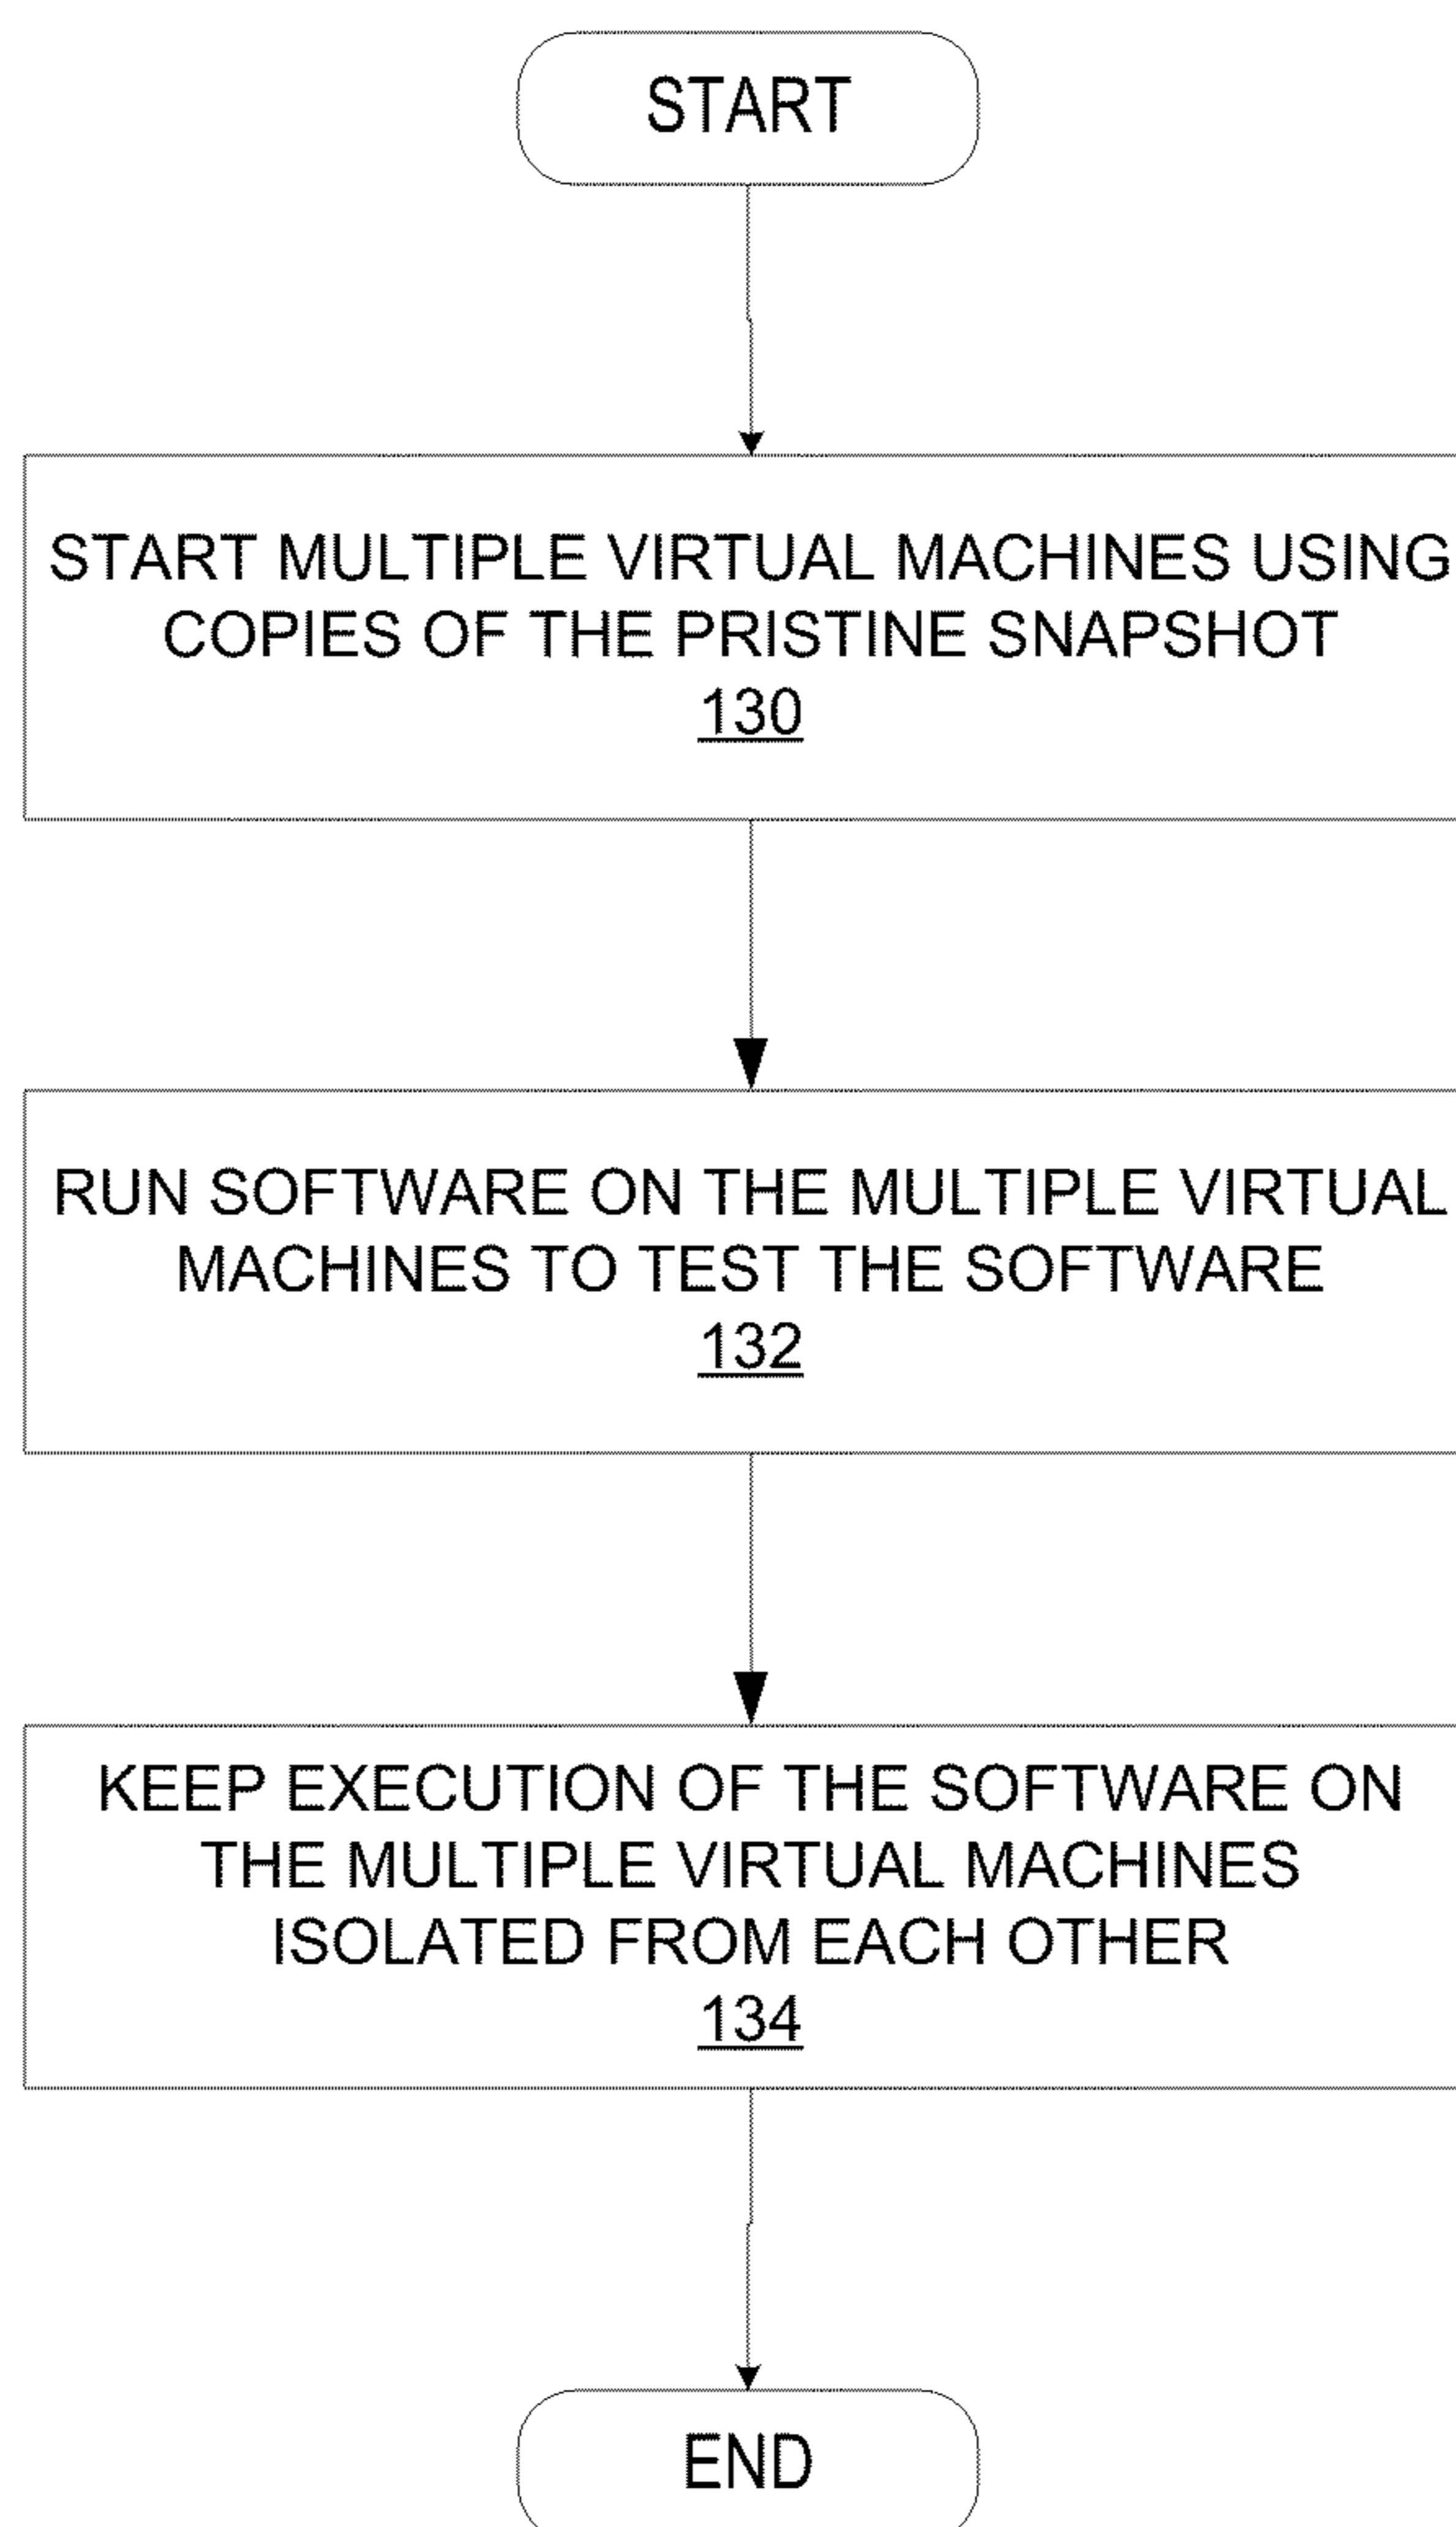 START
START MULTIPLE VIRTUAL MACHINES USING
COPIES OF THE PRISTINE SNAPSHOT
130
RUN SOFTWARE ON THE MULTIPLE VIRTUAL
MACHINES TO TEST THE SOFTWARE
132
KEEP EXECUTION OF THE SOFTWARE ON
THE MULTIPLE VIRTUAL MACHINES
ISOLATED FROM EACH OTHER
134
END